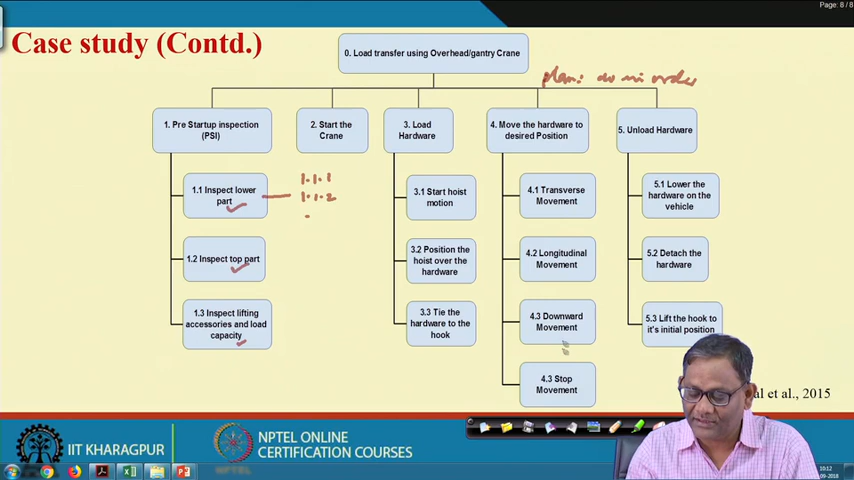 Page: 8 / 8
Case study (Contd.)
0. Load transfer using Overhead/gantry Crane
plan: do in order
1. Pre Startup inspection
(PSI)
2. Start the
Crane
3. Load
Hardware
4. Move the hardware to
desired Position
5. Unload Hardware
1.1 Inspect lower
part
1.1.1
1.1.2
1.2 Inspect top part
1.3 Inspect lifting
accessories and load
capacity
3.1 Start hoist
motion
3.2 Position the
hoist over the
hardware
3.3 Tie the
hardware to the
hook
4.1 Transverse
Movement
4.2 Longitudinal
Movement
4.3 Downward
Movement
4.3 Stop
Movement
5.1 Lower the
hardware on the
vehicle
5.2 Detach the
hardware
5.3 Lift the hook to
it's initial position
al et al., 2015
IIT KHARAGPUR
NPTEL
NPTEL ONLINE
CERTIFICATION COURSES
10:12